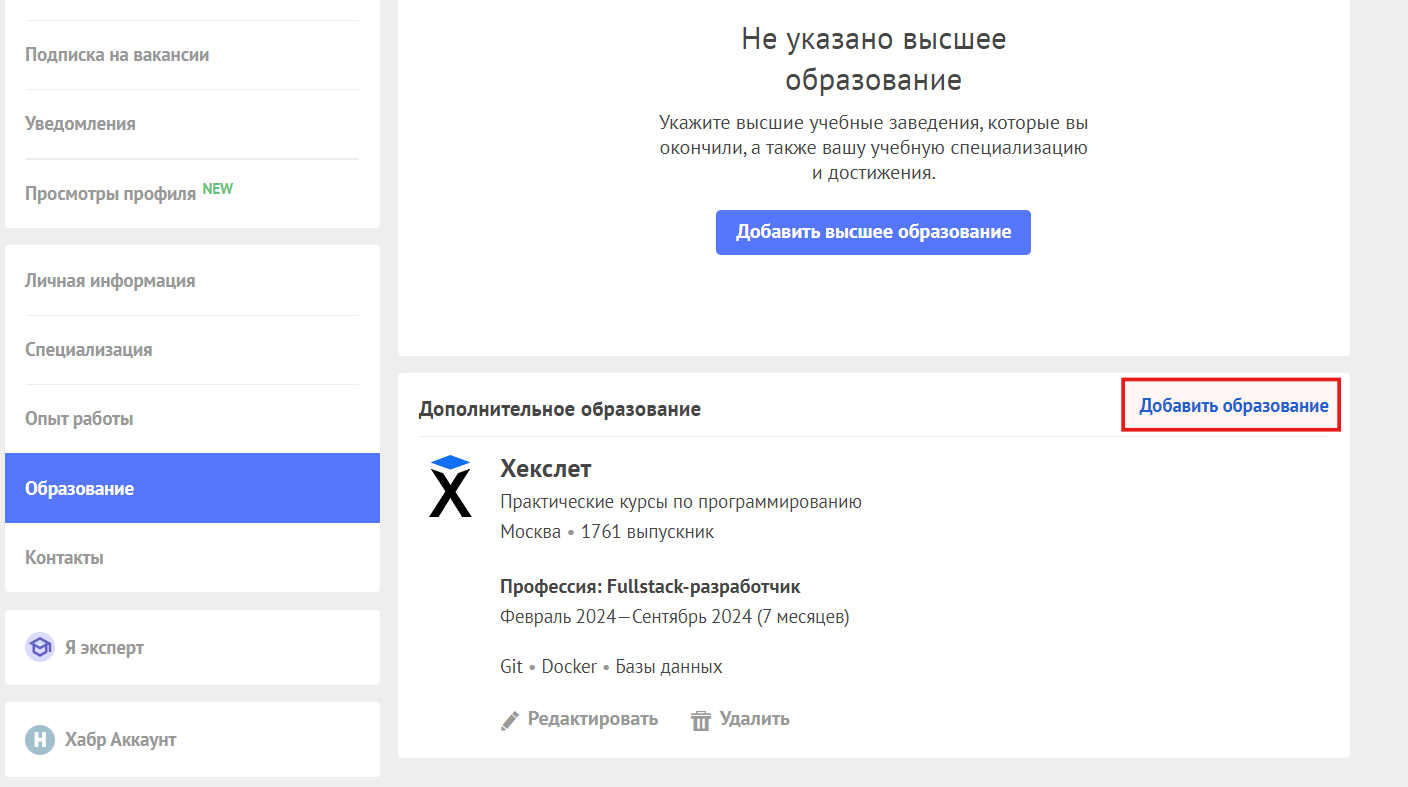 Подписка на вакансии
Уведомления
Просмотры профиля NEW
Личная информация
Специализация
Опыт работы
Образование
Контакты
Я эксперт
H Хабр Аккаунт
Не указано высшее
образование
Укажите высшие учебные заведения, которые вы
окончили, а также вашу учебную специализацию
и достижения.
Добавить высшее образование
Дополнительное образование
Добавить образование
Хекслет
Практические курсы по программированию
Москва • 1761 выпускник
Профессия: Fullstack-разработчик
Февраль 2024—Сентябрь 2024 (7 месяцев)
Git • Docker • Базы данных
Редактировать Удалить